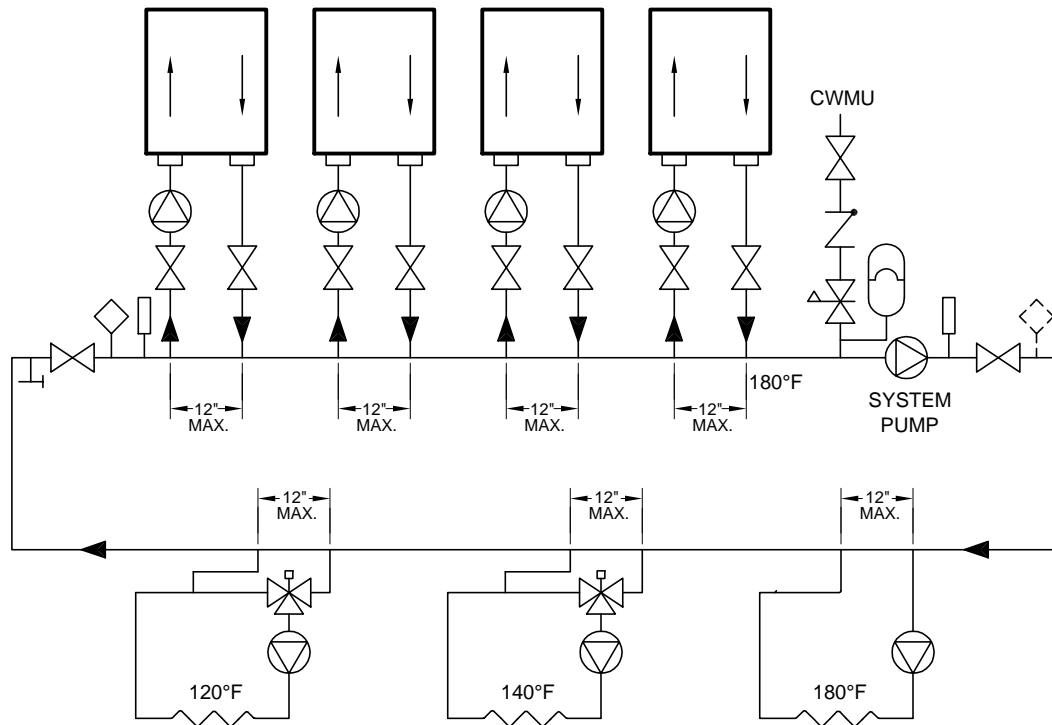 CWMU
180°F
SYSTEM
PUMP
12"
MAX.
12"
MAX.
12"
MAX.
12"
MAX.
12"
MAX.
12"
MAX.
12"
MAX.
120°F
140°F
180°F